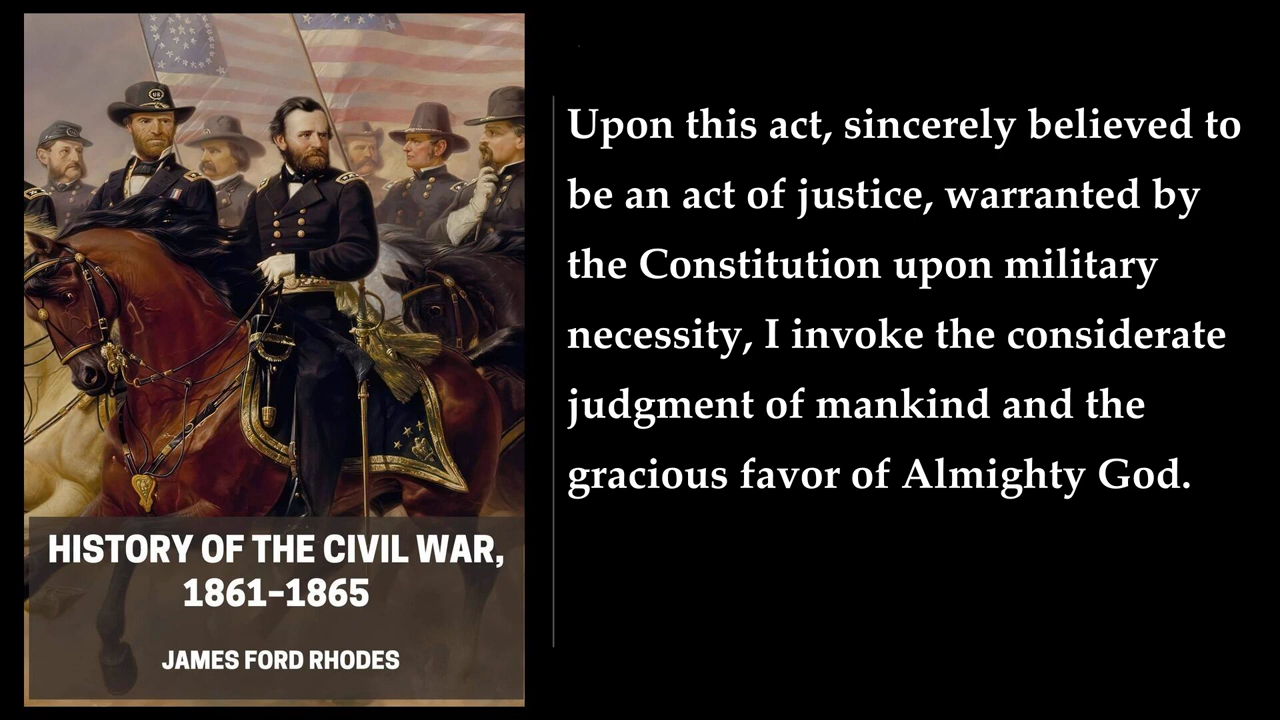 HISTORY OF THE CIVIL WAR,
1861–1865
JAMES FORD RHODES
Upon this act, sincerely believed to
be an act of justice, warranted by
the Constitution upon military
necessity, I invoke the considerate
judgment of mankind and the
gracious favor of Almighty God.